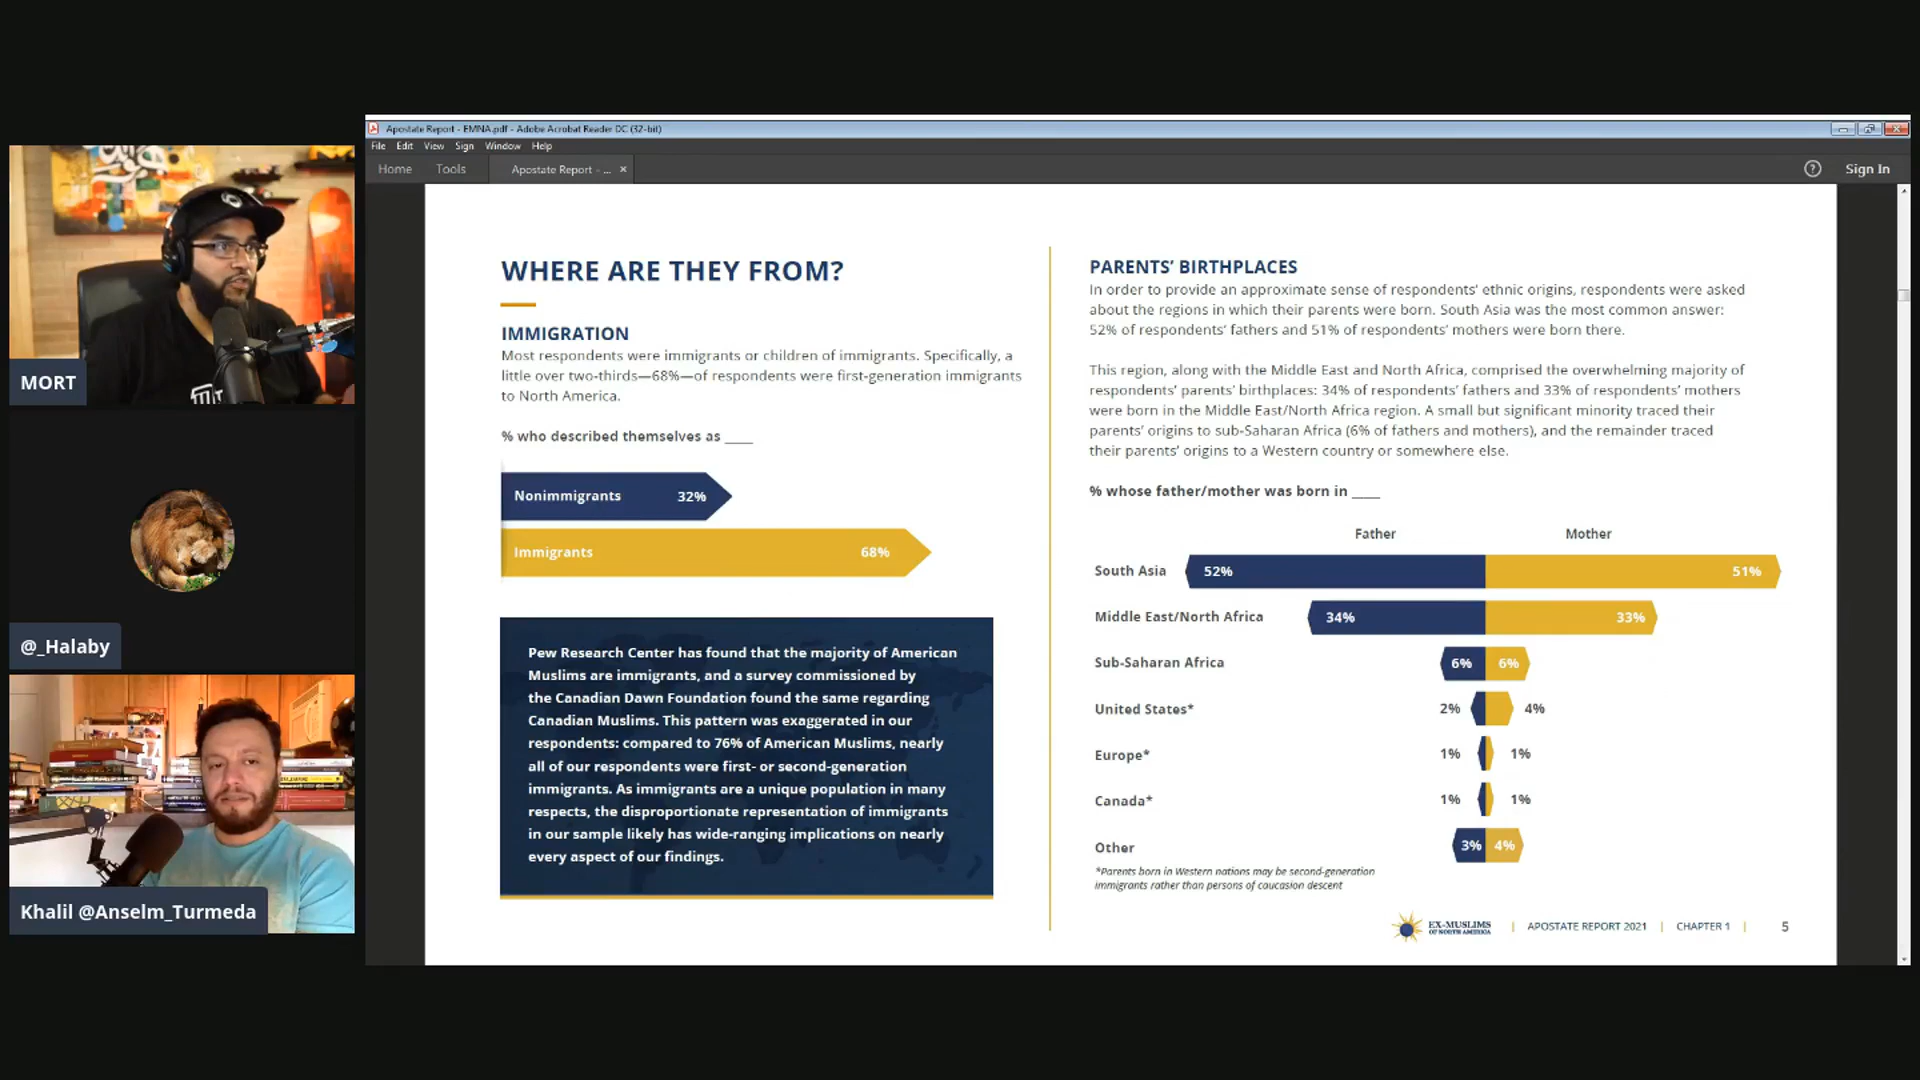 Apostate Report - EMNA.pdf - Adobe Acrobat Reader DC (32-bit)
File Edit View Sign Window Help
Home Tools Apostate Report - ... × ? Sign In
MORT
@_Halaby
Khalil @Anselm_Turmeda
WHERE ARE THEY FROM?
IMMIGRATION
Most respondents were immigrants or children of immigrants. Specifically, a
little over two-thirds—68%—of respondents were first-generation immigrants
to North America.
% who described themselves as ____
Nonimmigrants 32%
Immigrants 68%
Pew Research Center has found that the majority of American
Muslims are immigrants, and a survey commissioned by
the Canadian Dawn Foundation found the same regarding
Canadian Muslims. This pattern was exaggerated in our
respondents: compared to 76% of American Muslims, nearly
all of our respondents were first- or second-generation
immigrants. As immigrants are a unique population in many
respects, the disproportionate representation of immigrants
in our sample likely has wide-ranging implications on nearly
every aspect of our findings.
PARENTS’ BIRTHPLACES
In order to provide an approximate sense of respondents’ ethnic origins, respondents were asked
about the regions in which their parents were born. South Asia was the most common answer:
52% of respondents’ fathers and 51% of respondents’ mothers were born there.
This region, along with the Middle East and North Africa, comprised the overwhelming majority of
respondents’ parents’ birthplaces: 34% of respondents’ fathers and 33% of respondents’ mothers
were born in the Middle East/North Africa region. A small but significant minority traced their
parents’ origins to sub-Saharan Africa (6% of fathers and mothers), and the remainder traced
their parents’ origins to a Western country or somewhere else.
% whose father/mother was born in ____
Father Mother
South Asia 52% 51%
Middle East/North Africa 34% 33%
Sub-Saharan Africa 6% 6%
United States* 2% 4%
Europe* 1% 1%
Canada* 1% 1%
Other 3% 4%
*Parents born in Western nations may be second-generation
immigrants rather than persons of caucasion descent
EX-MUSLIMS
OF NORTH AMERICA
| APOSTATE REPORT 2021 | CHAPTER 1 | 5